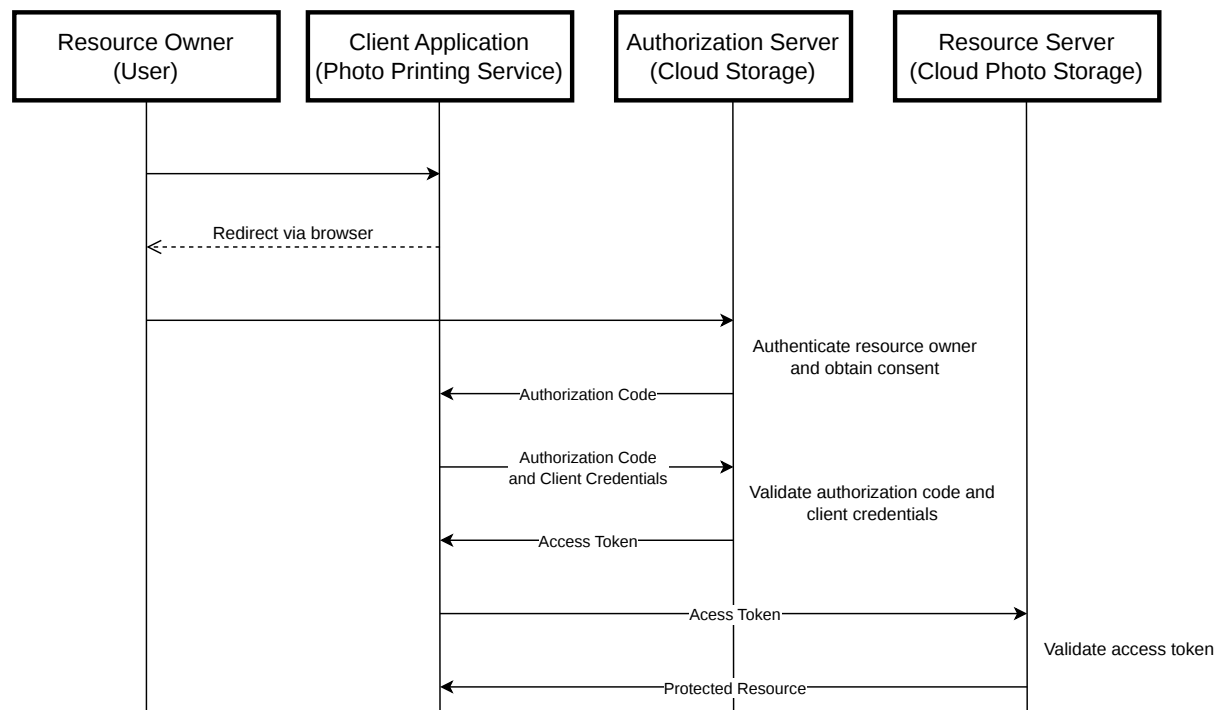 Resource Owner
(User)
Client Application
(Photo Printing Service)
Authorization Server
(Cloud Storage)
Resource Server
(Cloud Photo Storage)
Redirect via browser
Authenticate resource owner
and obtain consent
Authorization Code
Authorization Code
and Client Credentials
Validate authorization code and
client credentials
Access Token
Acess Token
Validate access token
Protected Resource